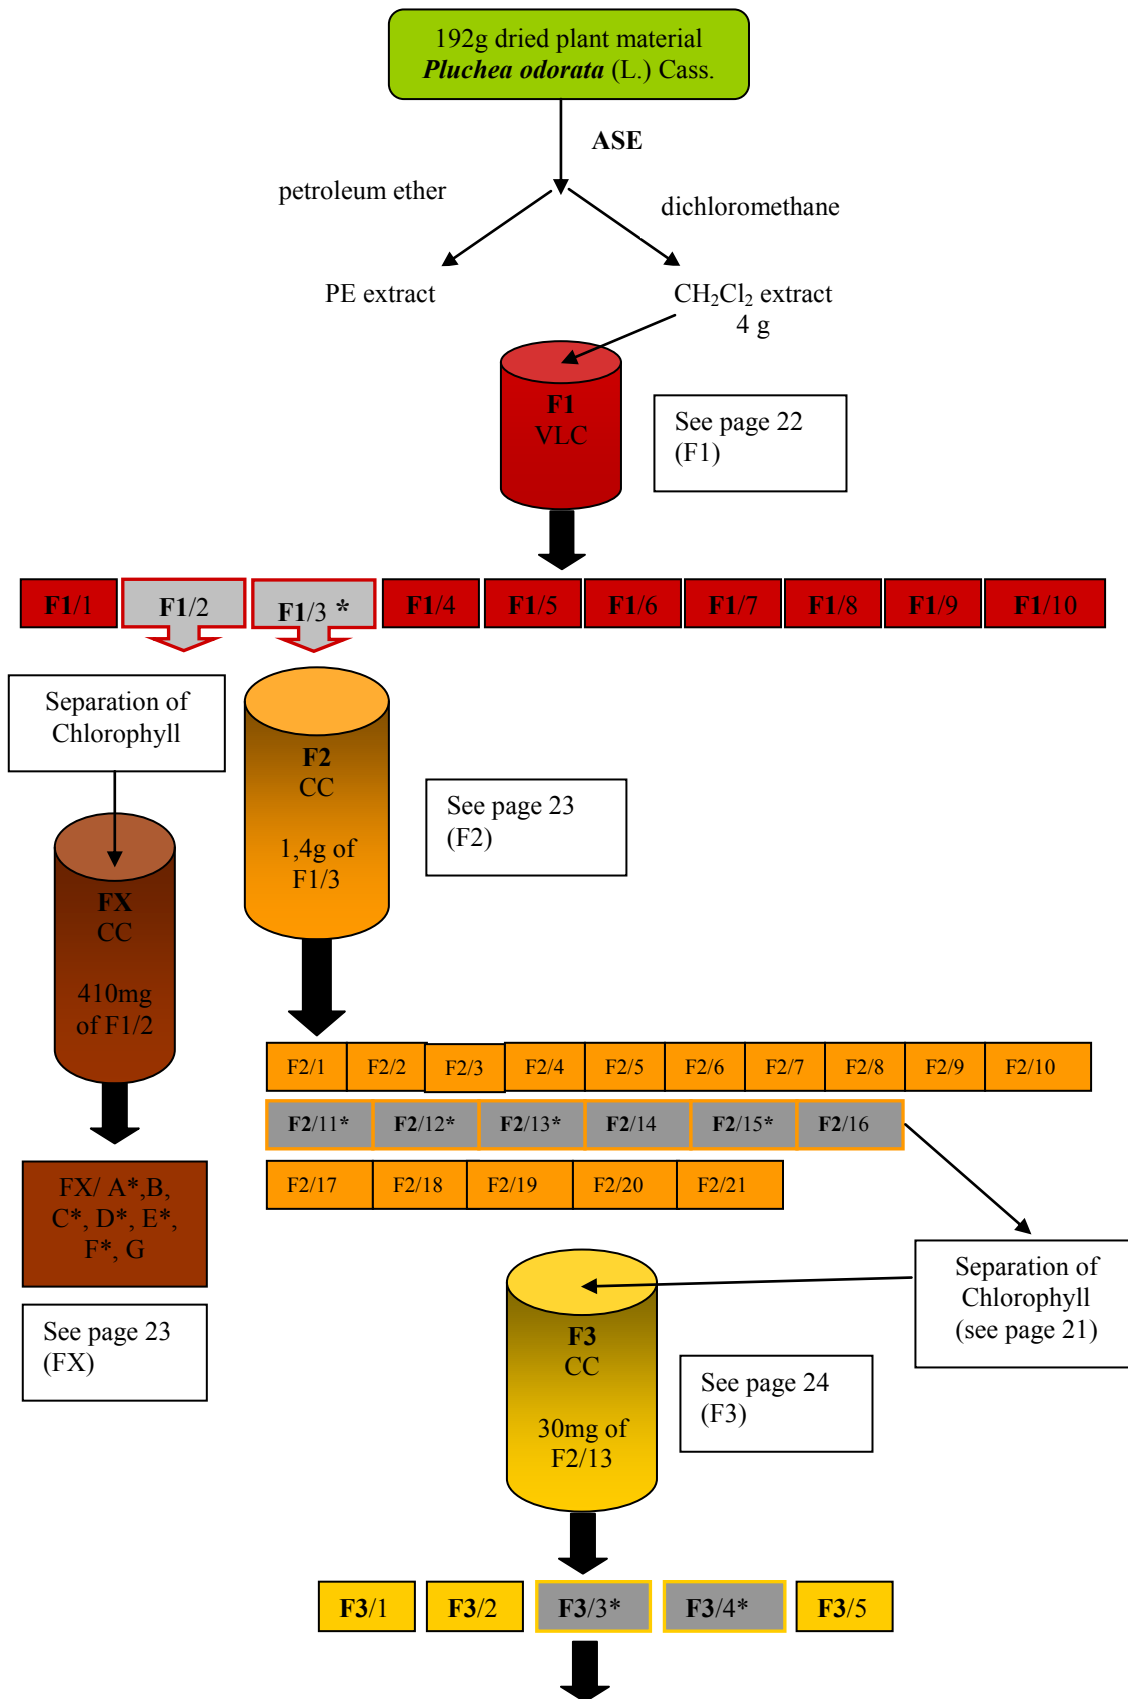 192g dried plant material
Pluchea odorata (L.) Cass.
ASE
petroleum ether
dichloromethane
PE extract
CH₂Cl₂ extract
4 g
F1
VLC
See page 22
(F1)
F1/1
F1/2
F1/3 *
F1/4
F1/5
F1/6
F1/7
F1/8
F1/9
F1/10
Separation of
Chlorophyll
F2
CC
1,4g of
F1/3
See page 23
(F2)
FX
CC
410mg
of F1/2
F2/1
F2/2
F2/3
F2/4
F2/5
F2/6
F2/7
F2/8
F2/9
F2/10
F2/11*
F2/12*
F2/13*
F2/14
F2/15*
F2/16
F2/17
F2/18
F2/19
F2/20
F2/21
FX/ A*,B,
C*, D*, E*,
F*, G
See page 23
(FX)
Separation of
Chlorophyll
(see page 21)
F3
CC
30mg of
F2/13
See page 24
(F3)
F3/1
F3/2
F3/3*
F3/4*
F3/5